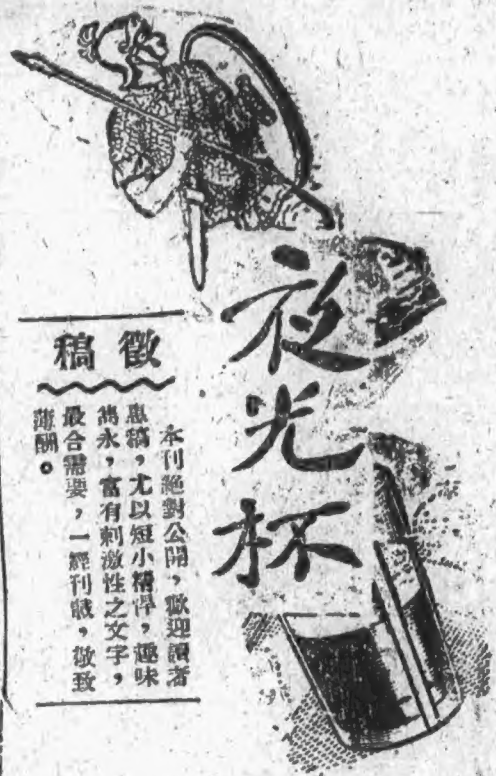 夜光杯
徵稿
本刊絕對公開，歡迎讀者
惠稿，尤以短小精悍，趣味
雋永，富有刺激性之文字，
最合需要，一經刊載，敬致
薄酬。